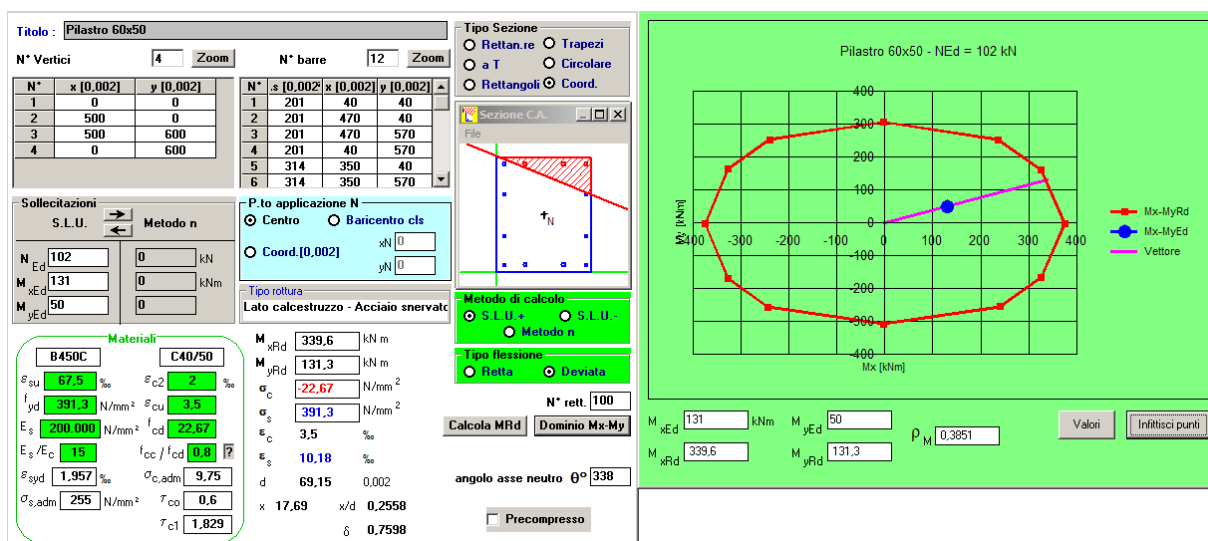 Titolo : Pilastro 60x50
N° Vertici 4 Zoom N° barre 12 Zoom
N° x [0,002] y [0,002]
1 0 0
2 500 0
3 500 600
4 0 600
N° .s [0,002² x [0,002] y [0,002]
1 201 40 40
2 201 470 40
3 201 470 570
4 201 40 570
5 314 350 40
6 314 350 570
Tipo Sezione
Rettan.re Trapezi
a T Circolare
Rettangoli Coord.
Sezione C.A.
File
N
Sollecitazioni
S.L.U. Metodo n
N Ed 102 0 kN
M xEd 131 0 kNm
M yEd 50 0
P.to applicazione N
Centro Baricentro cls
Coord.[0,002] xN 0
yN 0
Tipo rottura
Lato calcestruzzo - Acciaio snervato
Metodo di calcolo
S.L.U.+ S.L.U.-
Metodo n
Tipo flessione
Retta Deviata
N° rett. 100
Calcola MRd Dominio Mx-My
angolo asse neutro θ° 338
Precompresso
Materiali
B450C C40/50
ε su 67,5 ‰ ε c2 2 ‰
f yd 391,3 N/mm² ε cu 3,5
E s 200.000 N/mm² f cd 22,67
E s /E c 15 f cc / f cd 0,8 ?
ε syd 1,957 ‰ σ c,adm 9,75
σ s,adm 255 N/mm² τ co 0,6
τ c1 1,829
M xRd 339,6 kN m
M yRd 131,3 kN m
σ c -22,67 N/mm²
σ s 391,3 N/mm²
ε c 3,5 ‰
ε s 10,18 ‰
d 69,15 0,002
x 17,69 x/d 0,2558
δ 0,7598
Pilastro 60x50 - NEd = 102 kN
400
300
200
100
0
-400 -300 -200 -100 0 100 200 300 400
-100
-200
-300
-400
My [kNm]
Mx [kNm]
Mx-MyRd
Mx-MyEd
Vettore
M xEd 131 kNm M yEd 50
M xRd 339,6 M yRd 131,3
ρ M 0,3851
Valori Infittisci punti